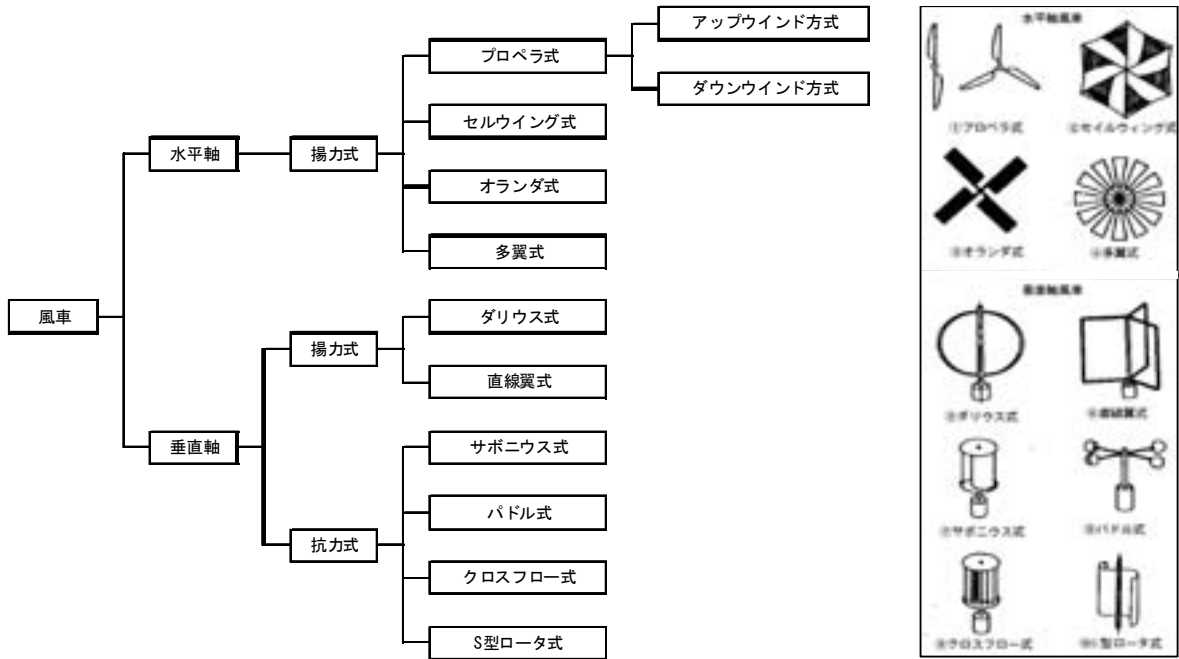 風車
水平軸
揚力式
プロペラ式
アップウインド方式
ダウンウインド方式
セルウイング式
オランダ式
多翼式
垂直軸
揚力式
ダリウス式
直線翼式
抗力式
サボニウス式
パドル式
クロスフロー式
S型ロータ式
水平軸風車
①プロペラ式
②セイルウィング式
③オランダ式
④多翼式
垂直軸風車
⑤ダリウス式
⑥直線翼式
⑦サボニウス式
⑧パドル式
⑨クロスフロー式
⑩S型ロータ式